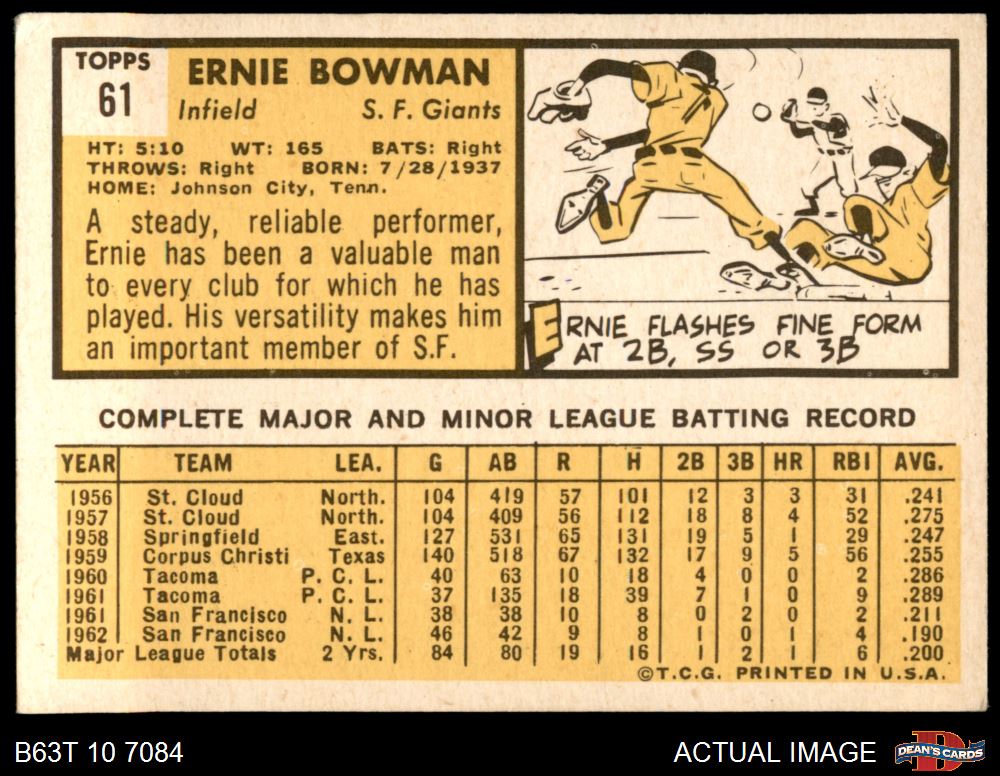 TOPPS
61
ERNIE BOWMAN
Infield S. F. Giants
HT: 5:10 WT: 165 BATS: Right
THROWS: Right BORN: 7/28/1937
HOME: Johnson City, Tenn.
A steady, reliable performer,
Ernie has been a valuable man
to every club for which he has
played. His versatility makes him
an important member of S.F.
ERNIE FLASHES FINE FORM
AT 2B, SS OR 3B
COMPLETE MAJOR AND MINOR LEAGUE BATTING RECORD
YEAR TEAM LEA. G AB R H 2B 3B HR RBI AVG.
1956 St. Cloud North. 104 419 57 101 12 3 3 31 .241
1957 St. Cloud North. 104 409 56 112 18 8 4 52 .275
1958 Springfield East. 127 531 65 131 19 5 1 29 .247
1959 Corpus Christi Texas 140 518 67 132 17 9 5 56 .255
1960 Tacoma P. C. L. 40 63 10 18 4 0 0 2 .286
1961 Tacoma P. C. L. 37 135 18 39 7 1 0 9 .289
1961 San Francisco N. L. 38 38 10 8 0 2 0 2 .211
1962 San Francisco N. L. 46 42 9 8 1 0 1 4 .190
Major League Totals 2 Yrs. 84 80 19 16 1 2 1 6 .200
©T.C.G. PRINTED IN U.S.A.
B63T 10 7084 ACTUAL IMAGE DEAN'S CARDS